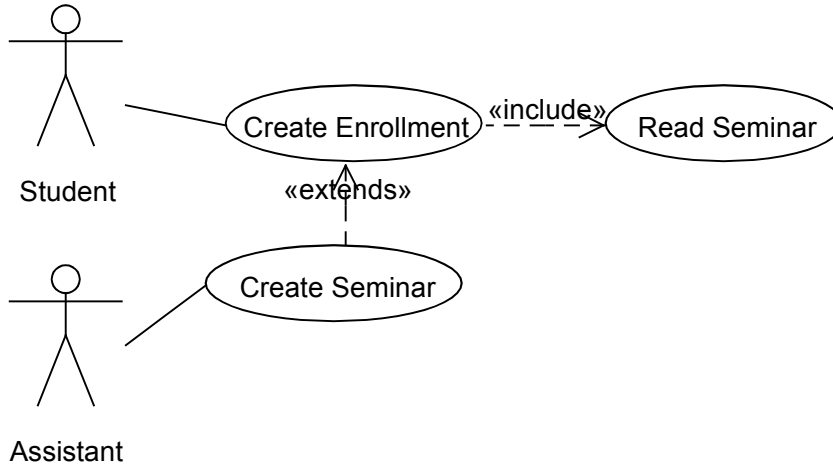 «include»
Create Enrollment
Read Seminar
Student
«extends»
Create Seminar
Assistant